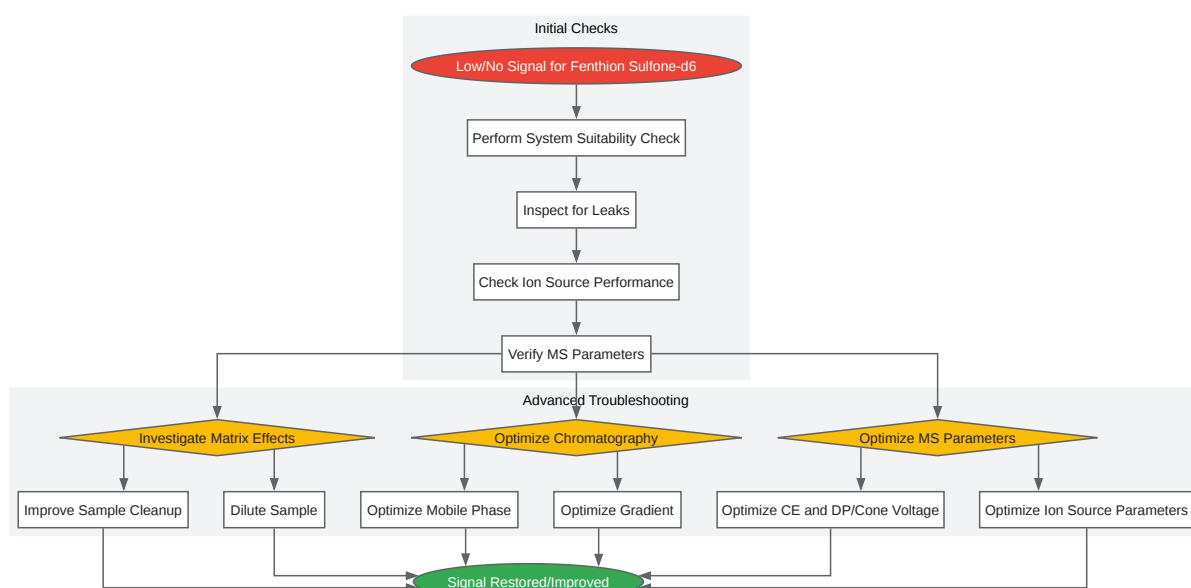 Initial Checks
Low/No Signal for Fenthion Sulfone-d6
Perform System Suitability Check
Inspect for Leaks
Check Ion Source Performance
Verify MS Parameters
Advanced Troubleshooting
Investigate Matrix Effects
Optimize Chromatography
Optimize MS Parameters
Improve Sample Cleanup
Dilute Sample
Optimize Mobile Phase
Optimize Gradient
Optimize CE and DP/Cone Voltage
Optimize Ion Source Parameters
Signal Restored/Improved